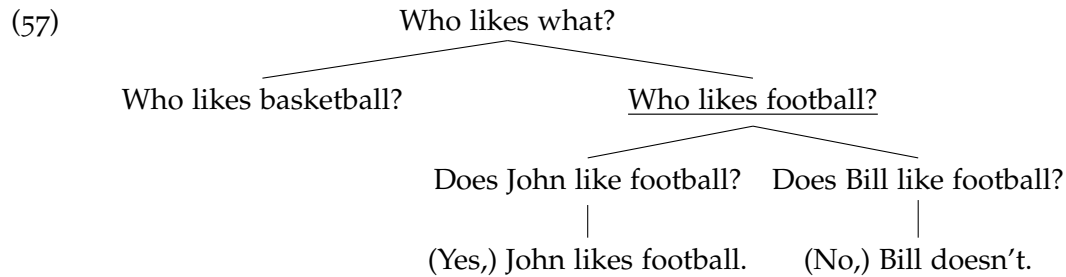 (57) Who likes what?
Who likes basketball? Who likes football?
Does John like football? Does Bill like football?
(Yes,) John likes football. (No,) Bill doesn't.